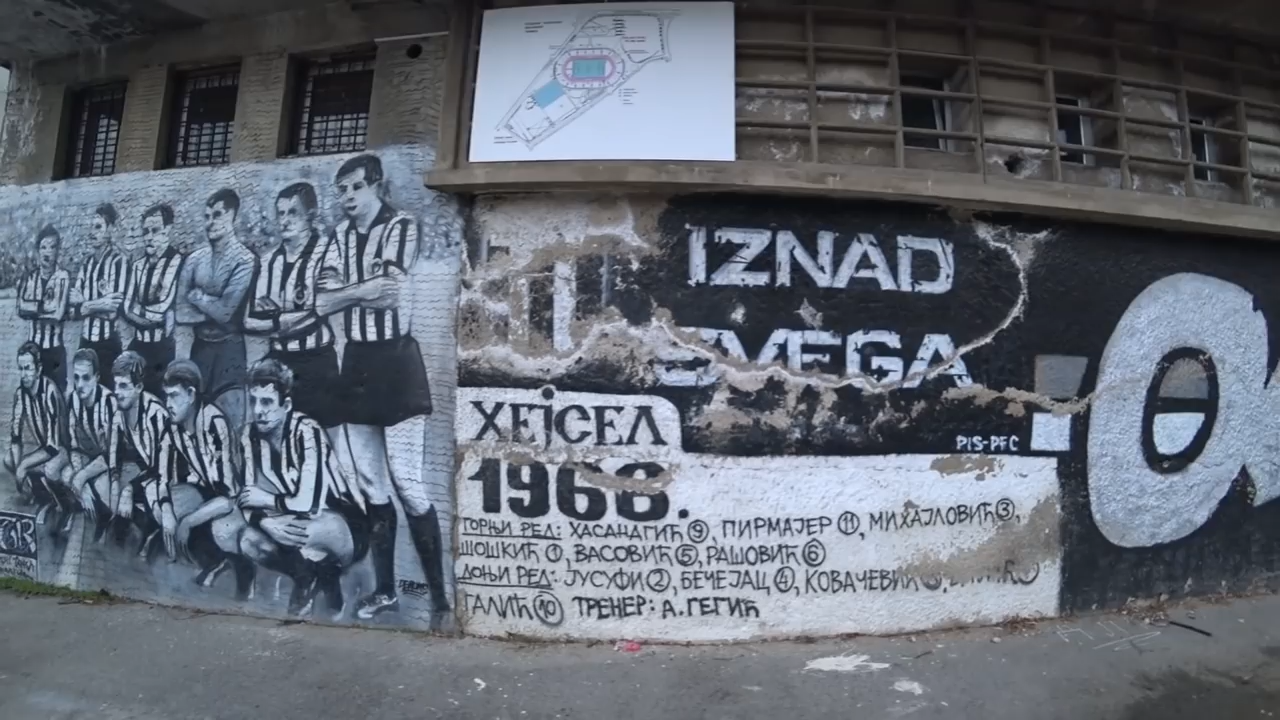 IZNAD
SVEGA
PIS-PFC
ХЕЈСЕЛ
1966.
ГОРЊИ РЕД: ХАСАНАГИЋ 9, ПИРМАЈЕР 11, МИХАЈЛОВИЋ 3,
ШОШКИЋ 1, ВАСОВИЋ 5, РАШОВИЋ 6
ДОЊИ РЕД: ЈУСУФИ 2, БЕЧЕЈАЦ 4, КОВАЧЕВИЋ
ГАЛИЋ 10 ТРЕНЕР: А. ГЕГИЋ